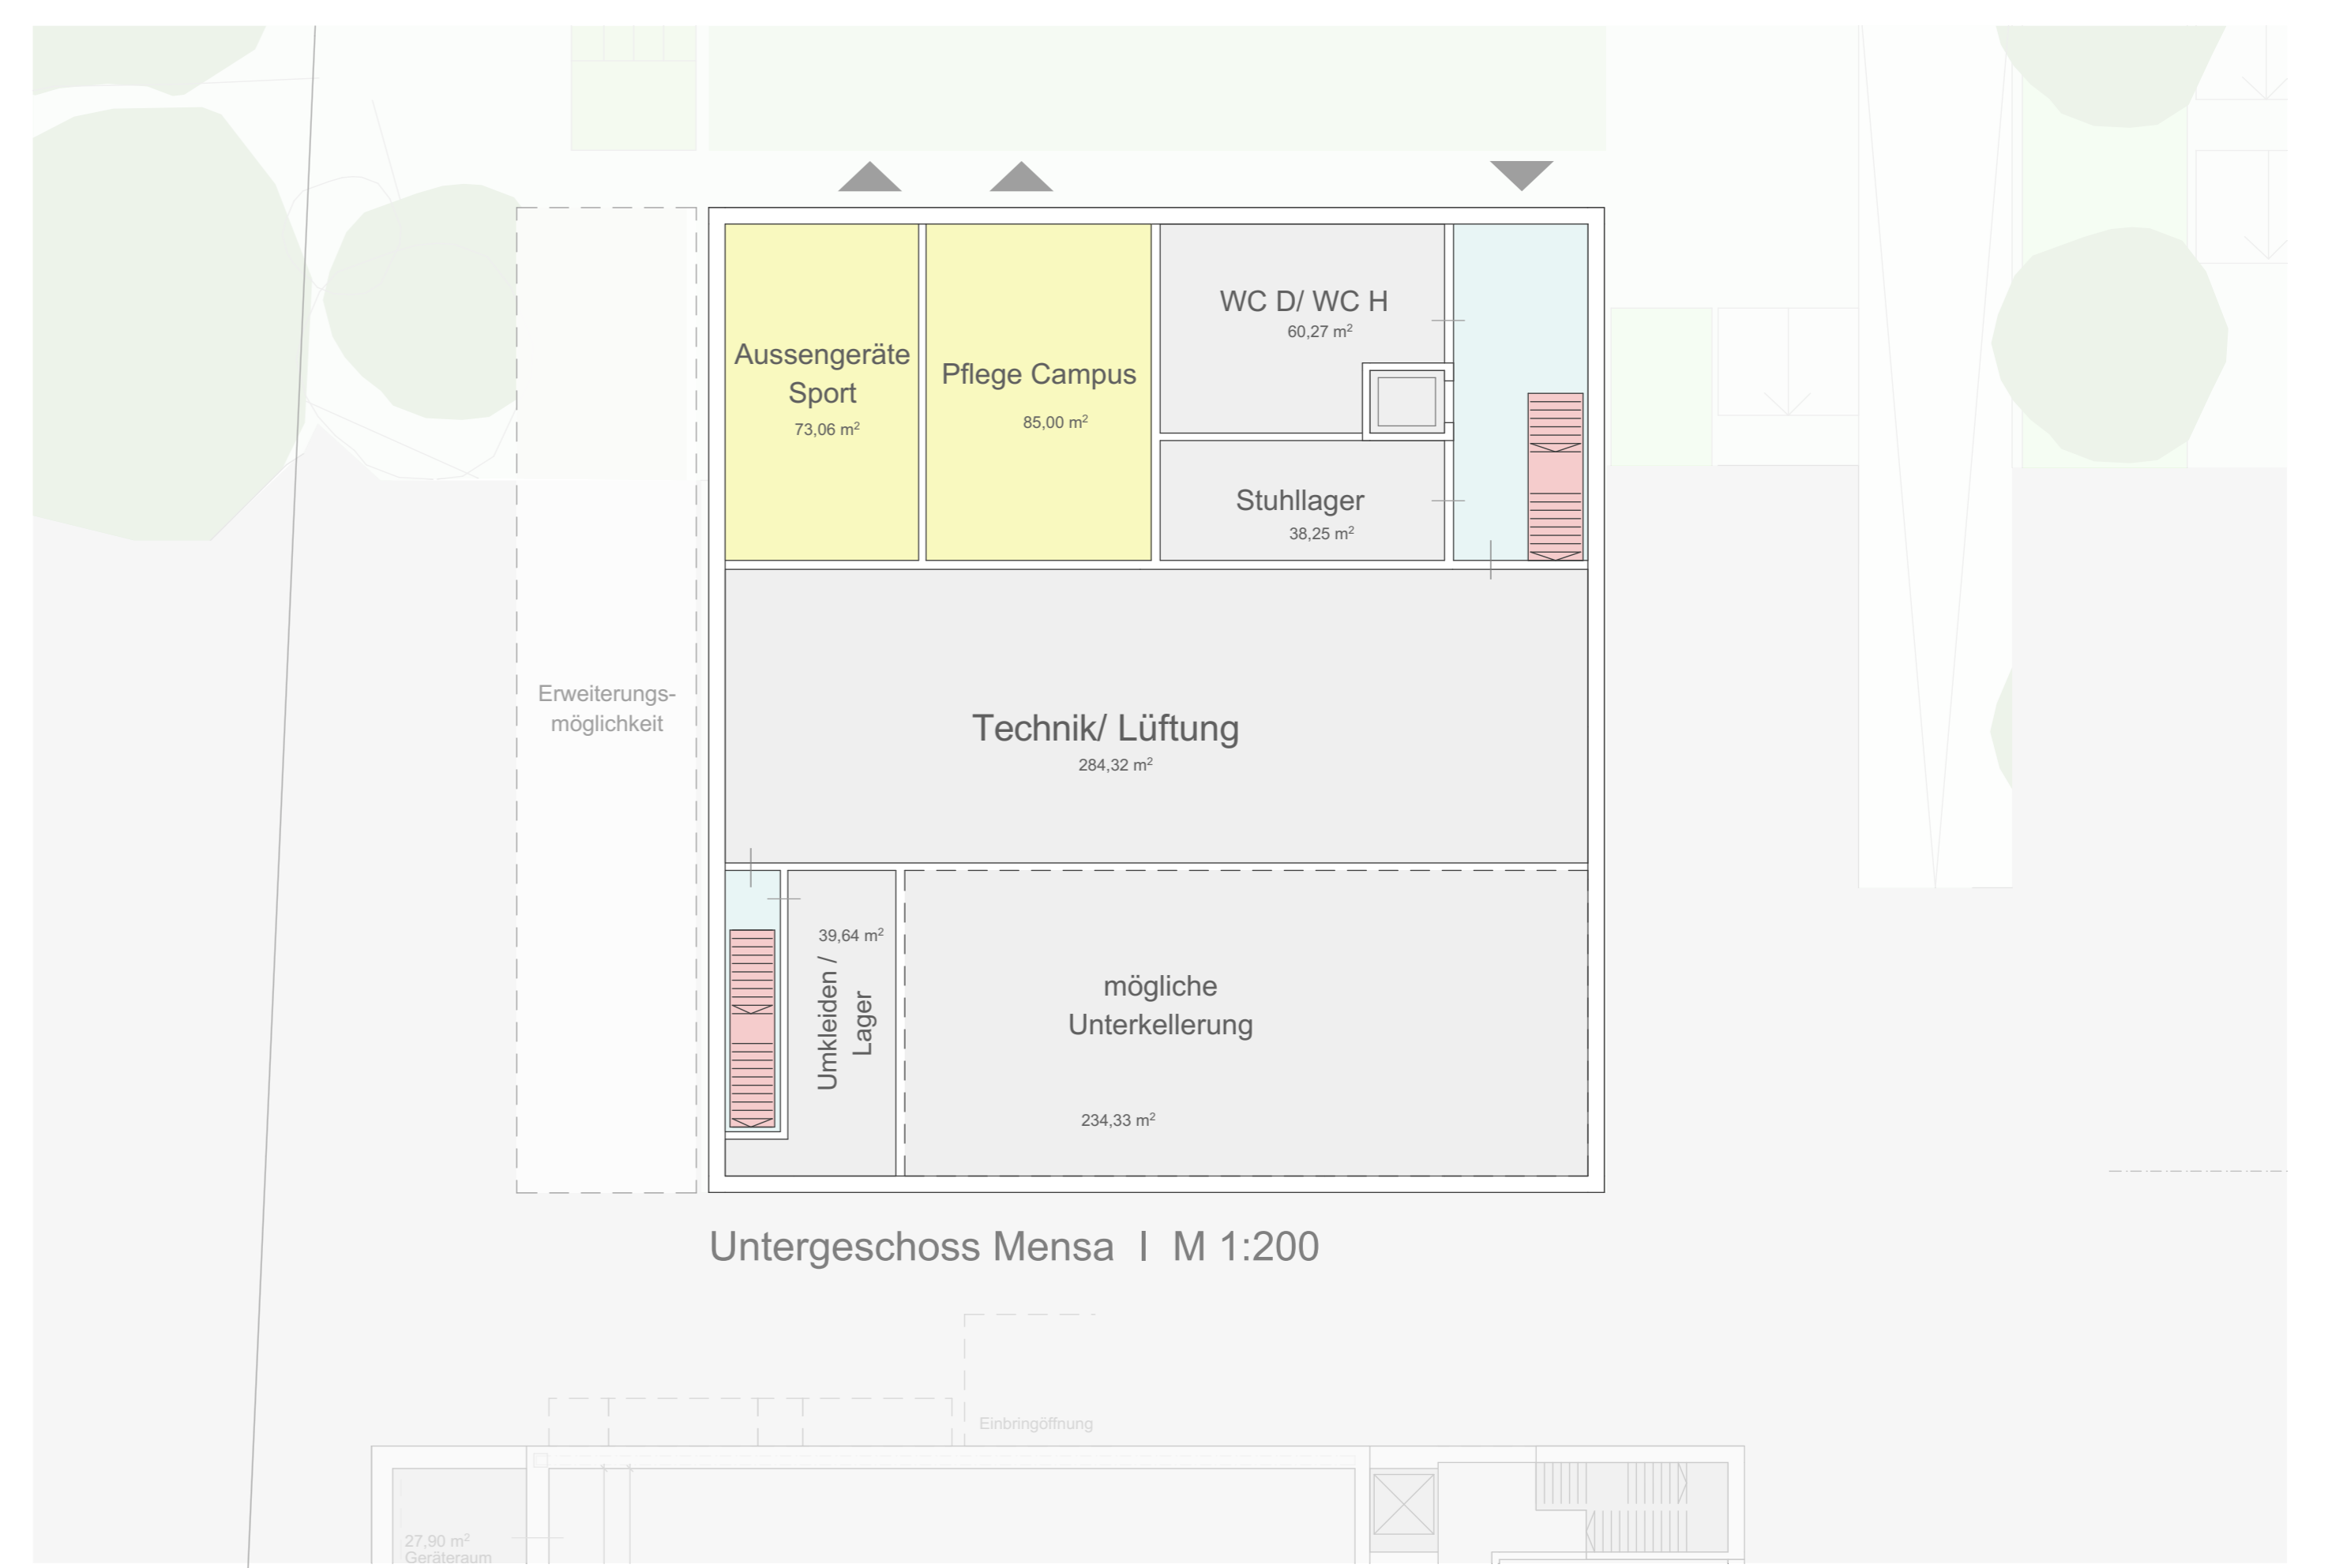 WC D/ WC H
60,27 m²
Aussengeräte
Sport
73,06 m²
Pflege Campus
85,00 m²
Stuhllager
38,25 m²
Erweiterungs-
möglichkeit
Technik/ Lüftung
284,32 m²
39,64 m²
Umkleiden /
Lager
mögliche
Unterkellerung
234,33 m²
Untergeschoss Mensa I M 1:200
Einbringöffnung
27,90 m²
Geräteraum